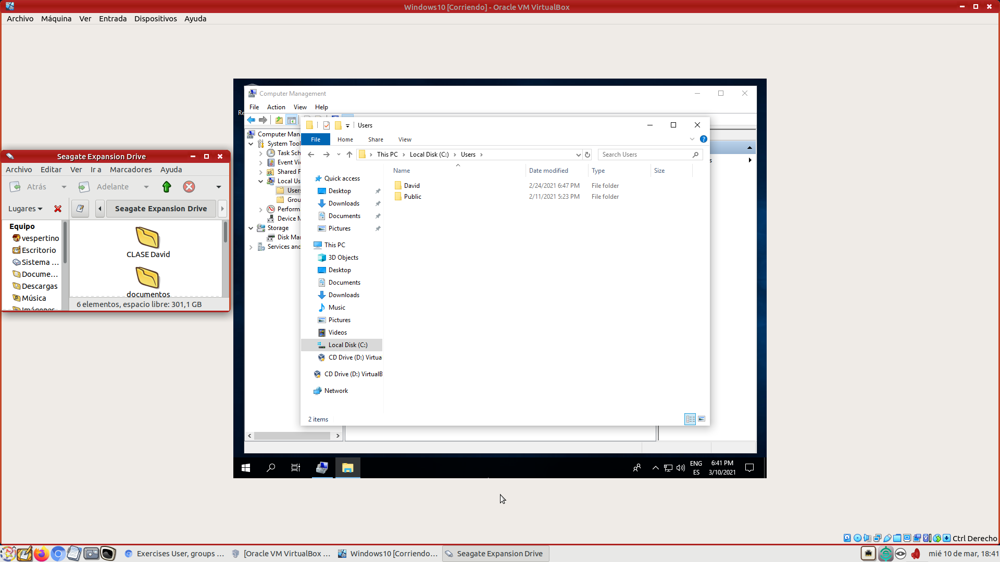 Windows10 [Corriendo] - Oracle VM VirtualBox
Archivo Máquina Ver Entrada Dispositivos Ayuda
Computer Management
File Action View Help
Users
File Home Share View
This PC Local Disk (C:) Users
Search Users
Name Date modified Type Size
David 2/24/2021 6:47 PM File folder
Public 2/11/2021 5:23 PM File folder
Quick access
Desktop
Downloads
Documents
Pictures
This PC
3D Objects
Desktop
Documents
Downloads
Music
Pictures
Videos
Local Disk (C:)
CD Drive (D:) Virtua
CD Drive (D:) VirtualB
Network
2 items
Computer Man
System Tool
Task Sch
Event Vi
Shared F
Local Us
Users
Grou
Perform
Device M
Storage
Disk Mar
Services and
Re
ENG
ES
6:41 PM
3/10/2021
Seagate Expansion Drive
Archivo Editar Ver Ir a Marcadores Ayuda
Atrás Adelante
Lugares
Seagate Expansion Drive
Equipo
vespertino
Escritorio
Sistema ...
Docume...
Descargas
Música
Imágenes
CLASE David
documentos
6 elementos, espacio libre: 301,1 GB
Ctrl Derecho
Exercises User, groups ...
[Oracle VM VirtualBox ...
Windows10 [Corriendo...
Seagate Expansion Drive
mié 10 de mar, 18:41